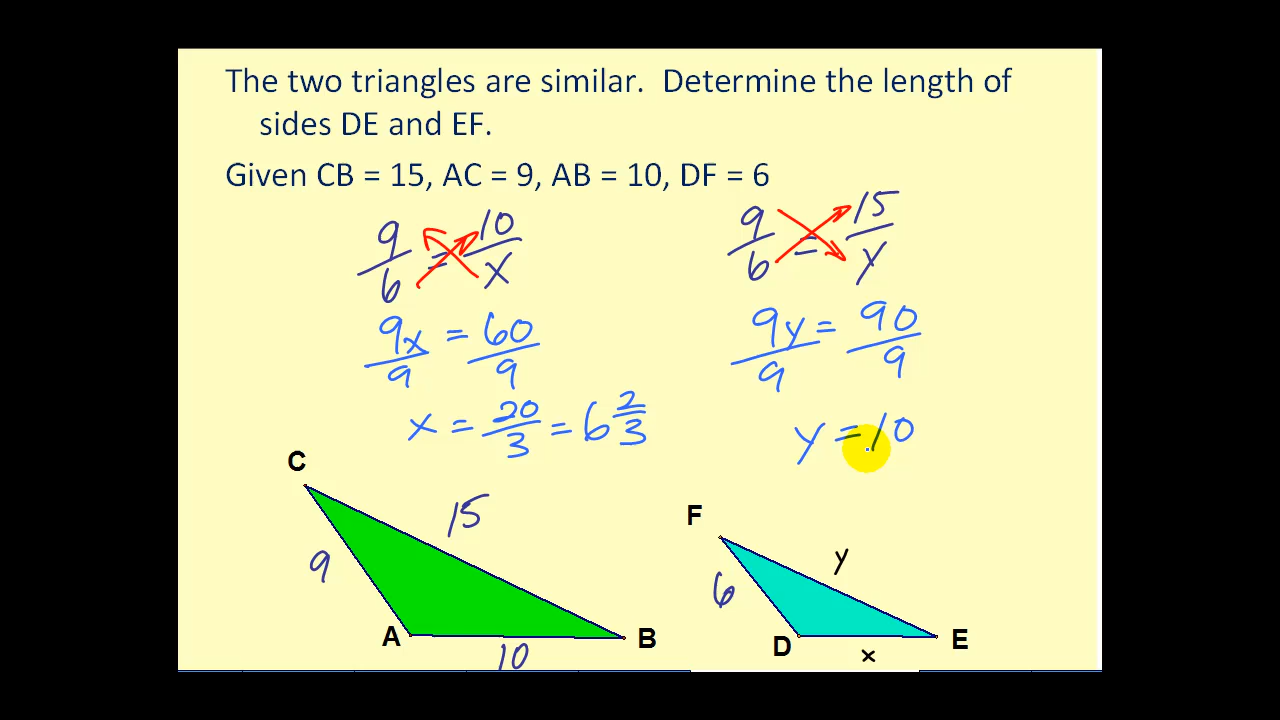 The two triangles are similar. Determine the length of
sides DE and EF.
Given CB = 15, AC = 9, AB = 10, DF = 6
9/6 = 10/x
9/6 = 15/y
9x/9 = 60/9
9y/9 = 90/9
x = 20/3 = 6 2/3
y = 10
C
15
9
A
B
10
F
y
6
D
E
x